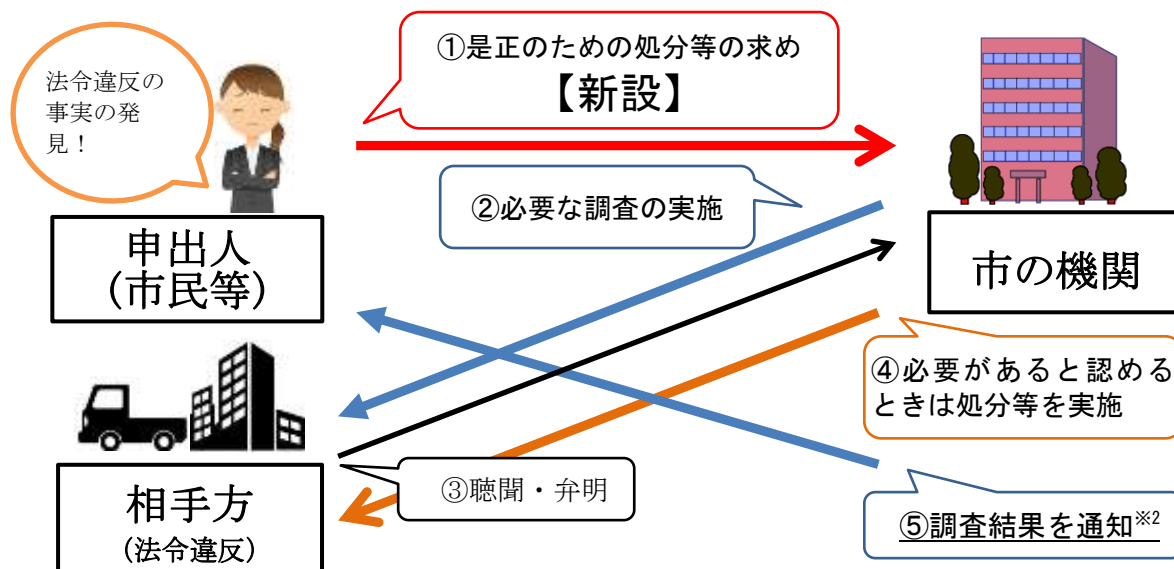 ①是正のための処分等の求め
【新設】
法令違反の
事実の発
見！
②必要な調査の実施
申出人
（市民等）
市の機関
④必要があると認める
ときは処分等を実施
③聴聞・弁明
相手方
（法令違反）
⑤調査結果を通知※2